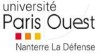 université
Paris Ouest
Nanterre La Défense